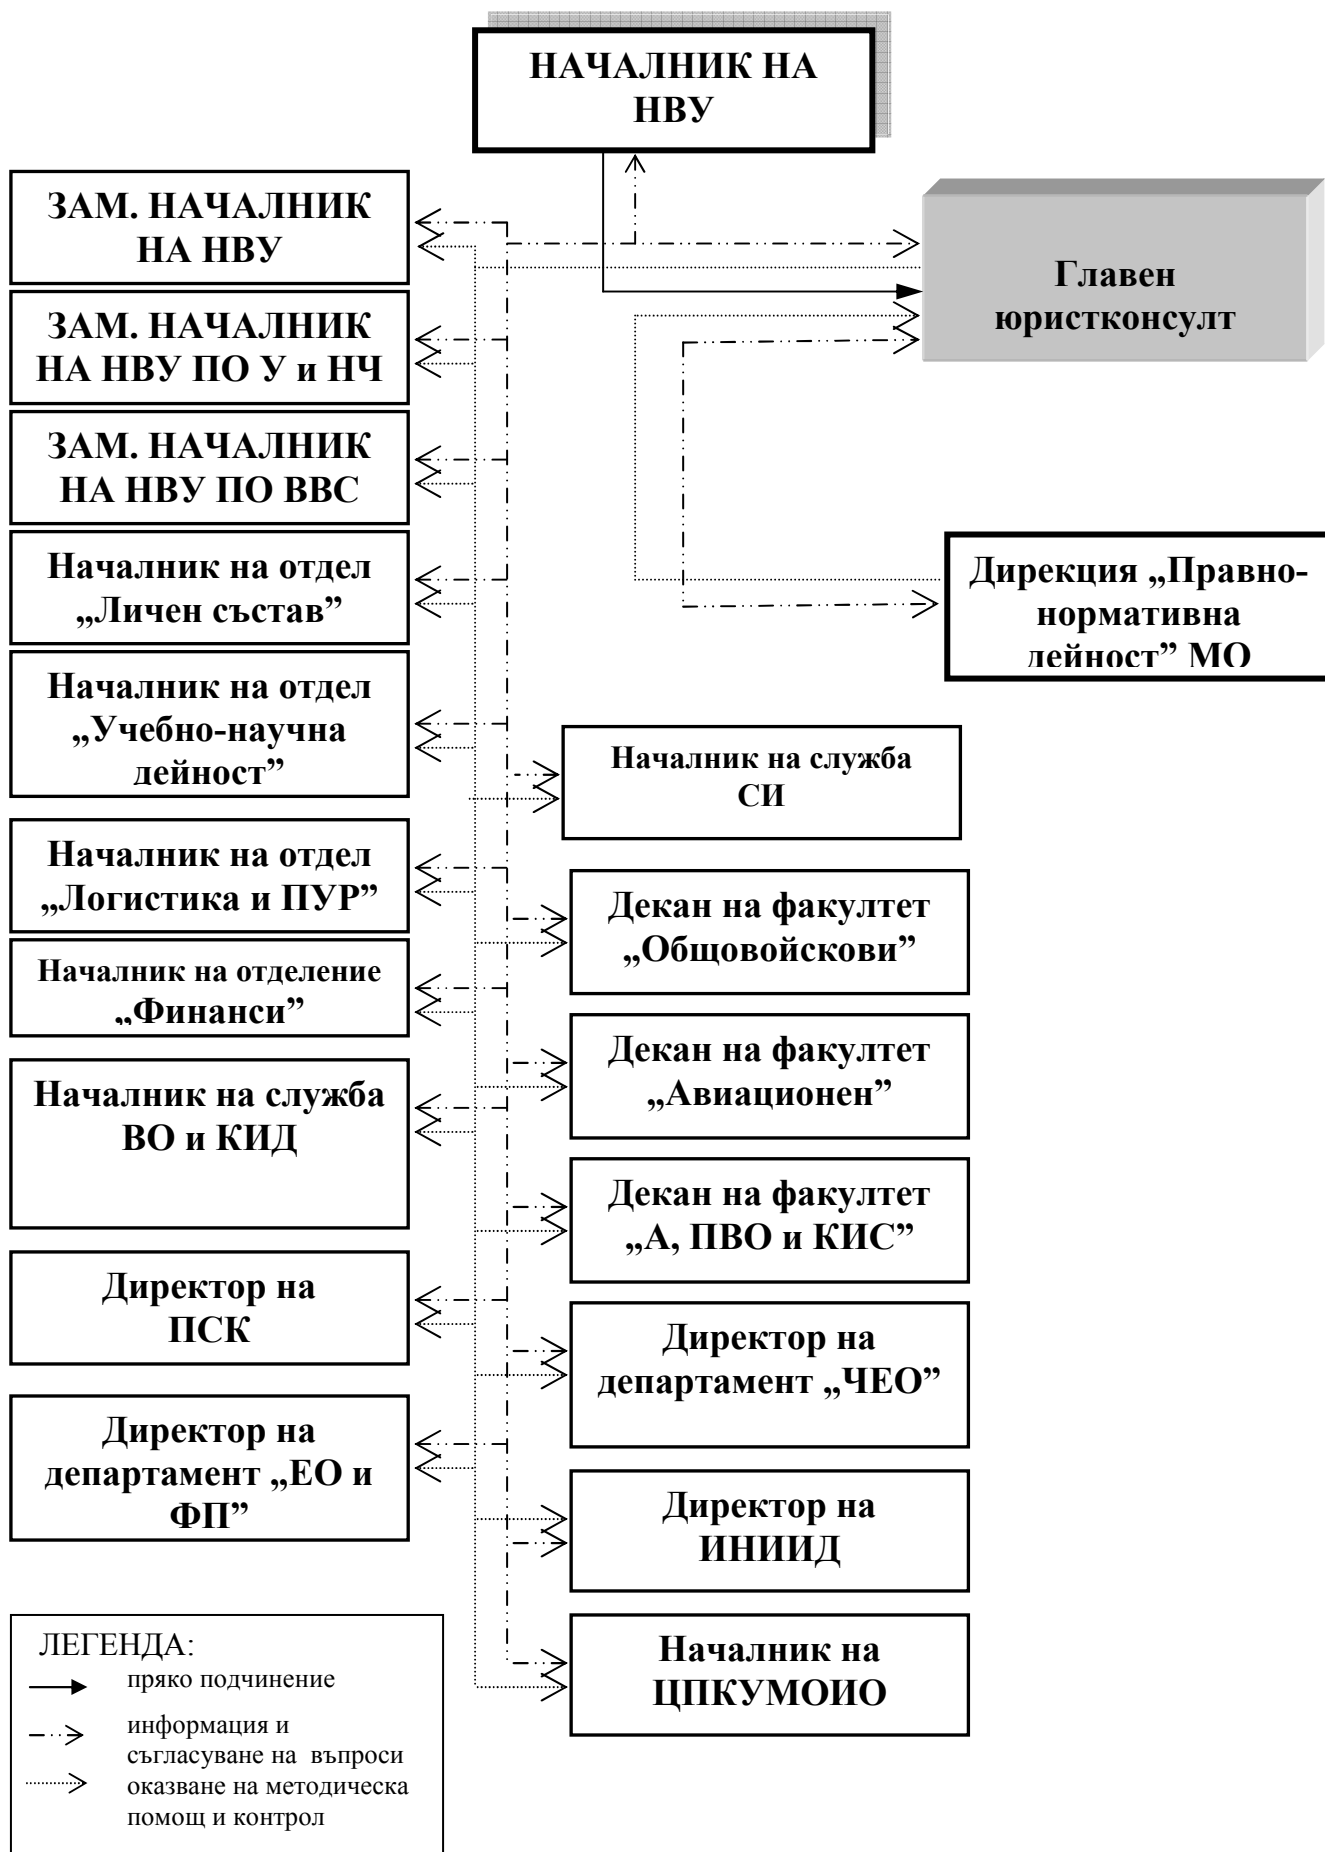 НАЧАЛНИК НА
НВУ
ЗАМ. НАЧАЛНИК
НА НВУ
Главен
юристконсулт
ЗАМ. НАЧАЛНИК
НА НВУ ПО У и НЧ
ЗАМ. НАЧАЛНИК
НА НВУ ПО ВВС
Началник на отдел
„Личен състав”
Дирекция „Правно-
нормативна
дейност” МО
Началник на отдел
„Учебно-научна
дейност”
Началник на служба
СИ
Началник на отдел
„Логистика и ПУР”
Декан на факултет
„Общовойскови”
Началник на отделение
„Финанси”
Декан на факултет
„Авиационен”
Началник на служба
ВО и КИД
Декан на факултет
„А, ПВО и КИС”
Директор на
ПСК
Директор на
департамент „ЧЕО”
Директор на
департамент „ЕО и
ФП”
Директор на
ИНИИД
Началник на
ЦПКУМОИО
ЛЕГЕНДА:
пряко подчинение
информация и
съгласуване на въпроси
оказване на методическа
помощ и контрол